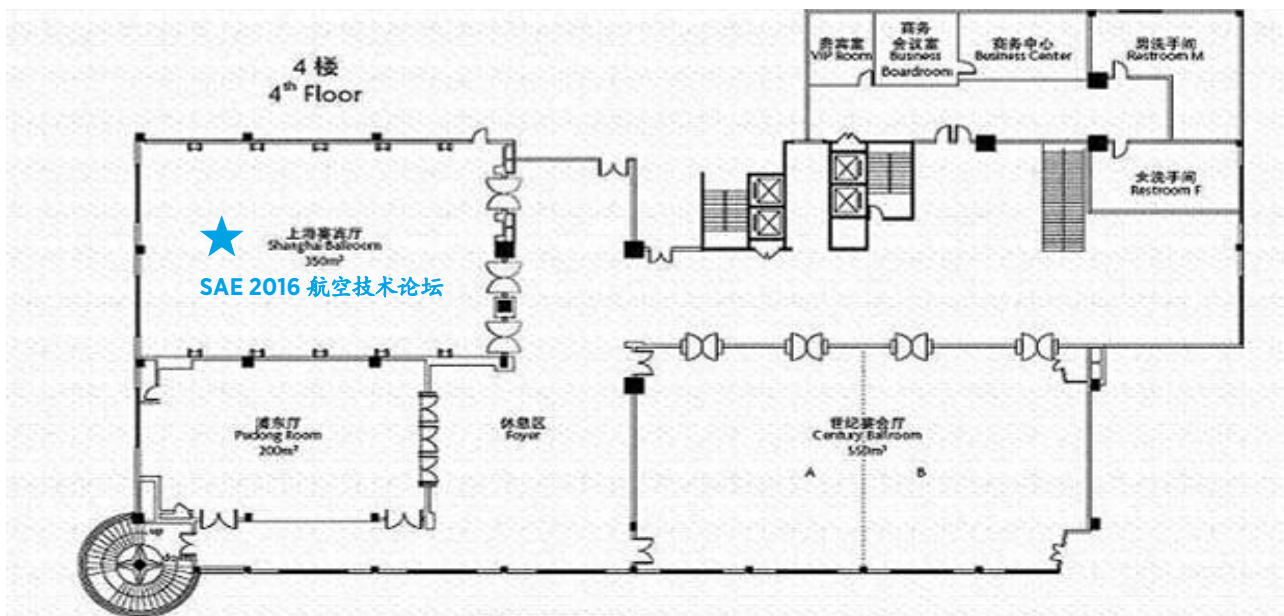 4 楼
4th Floor
贵宾室
VIP Room
商务
会议室
Business
Boardroom
商务中心
Business Center
男洗手间
Restroom M
女洗手间
Restroom F
上海宴宾厅
Shanghai Ballroom
350m²
SAE 2016 航空技术论坛
浦东厅
Pudong Room
200m²
休息区
Foyer
世纪宴会厅
Century Ballroom
550m²
A
B
up